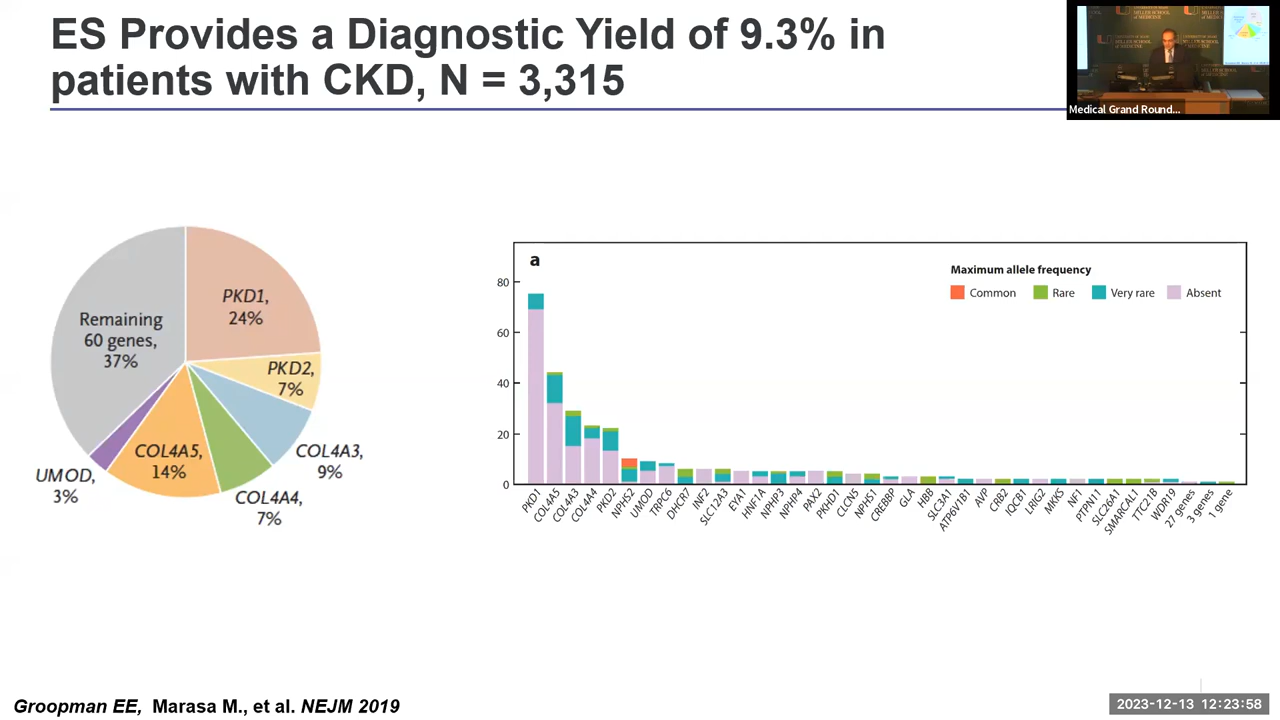 ES Provides a Diagnostic Yield of 9.3% in
patients with CKD, N = 3,315
Medical Grand Round...
PKD1,
24%
PKD2,
7%
COL4A3,
9%
COL4A4,
7%
COL4A5,
14%
UMOD,
3%
Remaining
60 genes,
37%
a
Maximum allele frequency
Common
Rare
Very rare
Absent
80
60
40
20
0
PKD1
COL4A5
COL4A3
COL4A4
PKD2
NPHS2
UMOD
TRPC6
DHCR7
INF2
SLC12A3
EYA1
HNF1A
NPHP3
NPHP4
PAX2
PKHD1
CLCN5
NPHS1
CREBBP
GLA
HBB
SLC3A1
ATP6V1B1
AVP
CRB2
IQCB1
LRIG2
MKKS
NF1
PTPN11
SLC26A1
SMARCAL1
TTC21B
WDR19
27 genes
3 genes
1 gene
Groopman EE, Marasa M., et al. NEJM 2019
2023-12-13 12:23:58